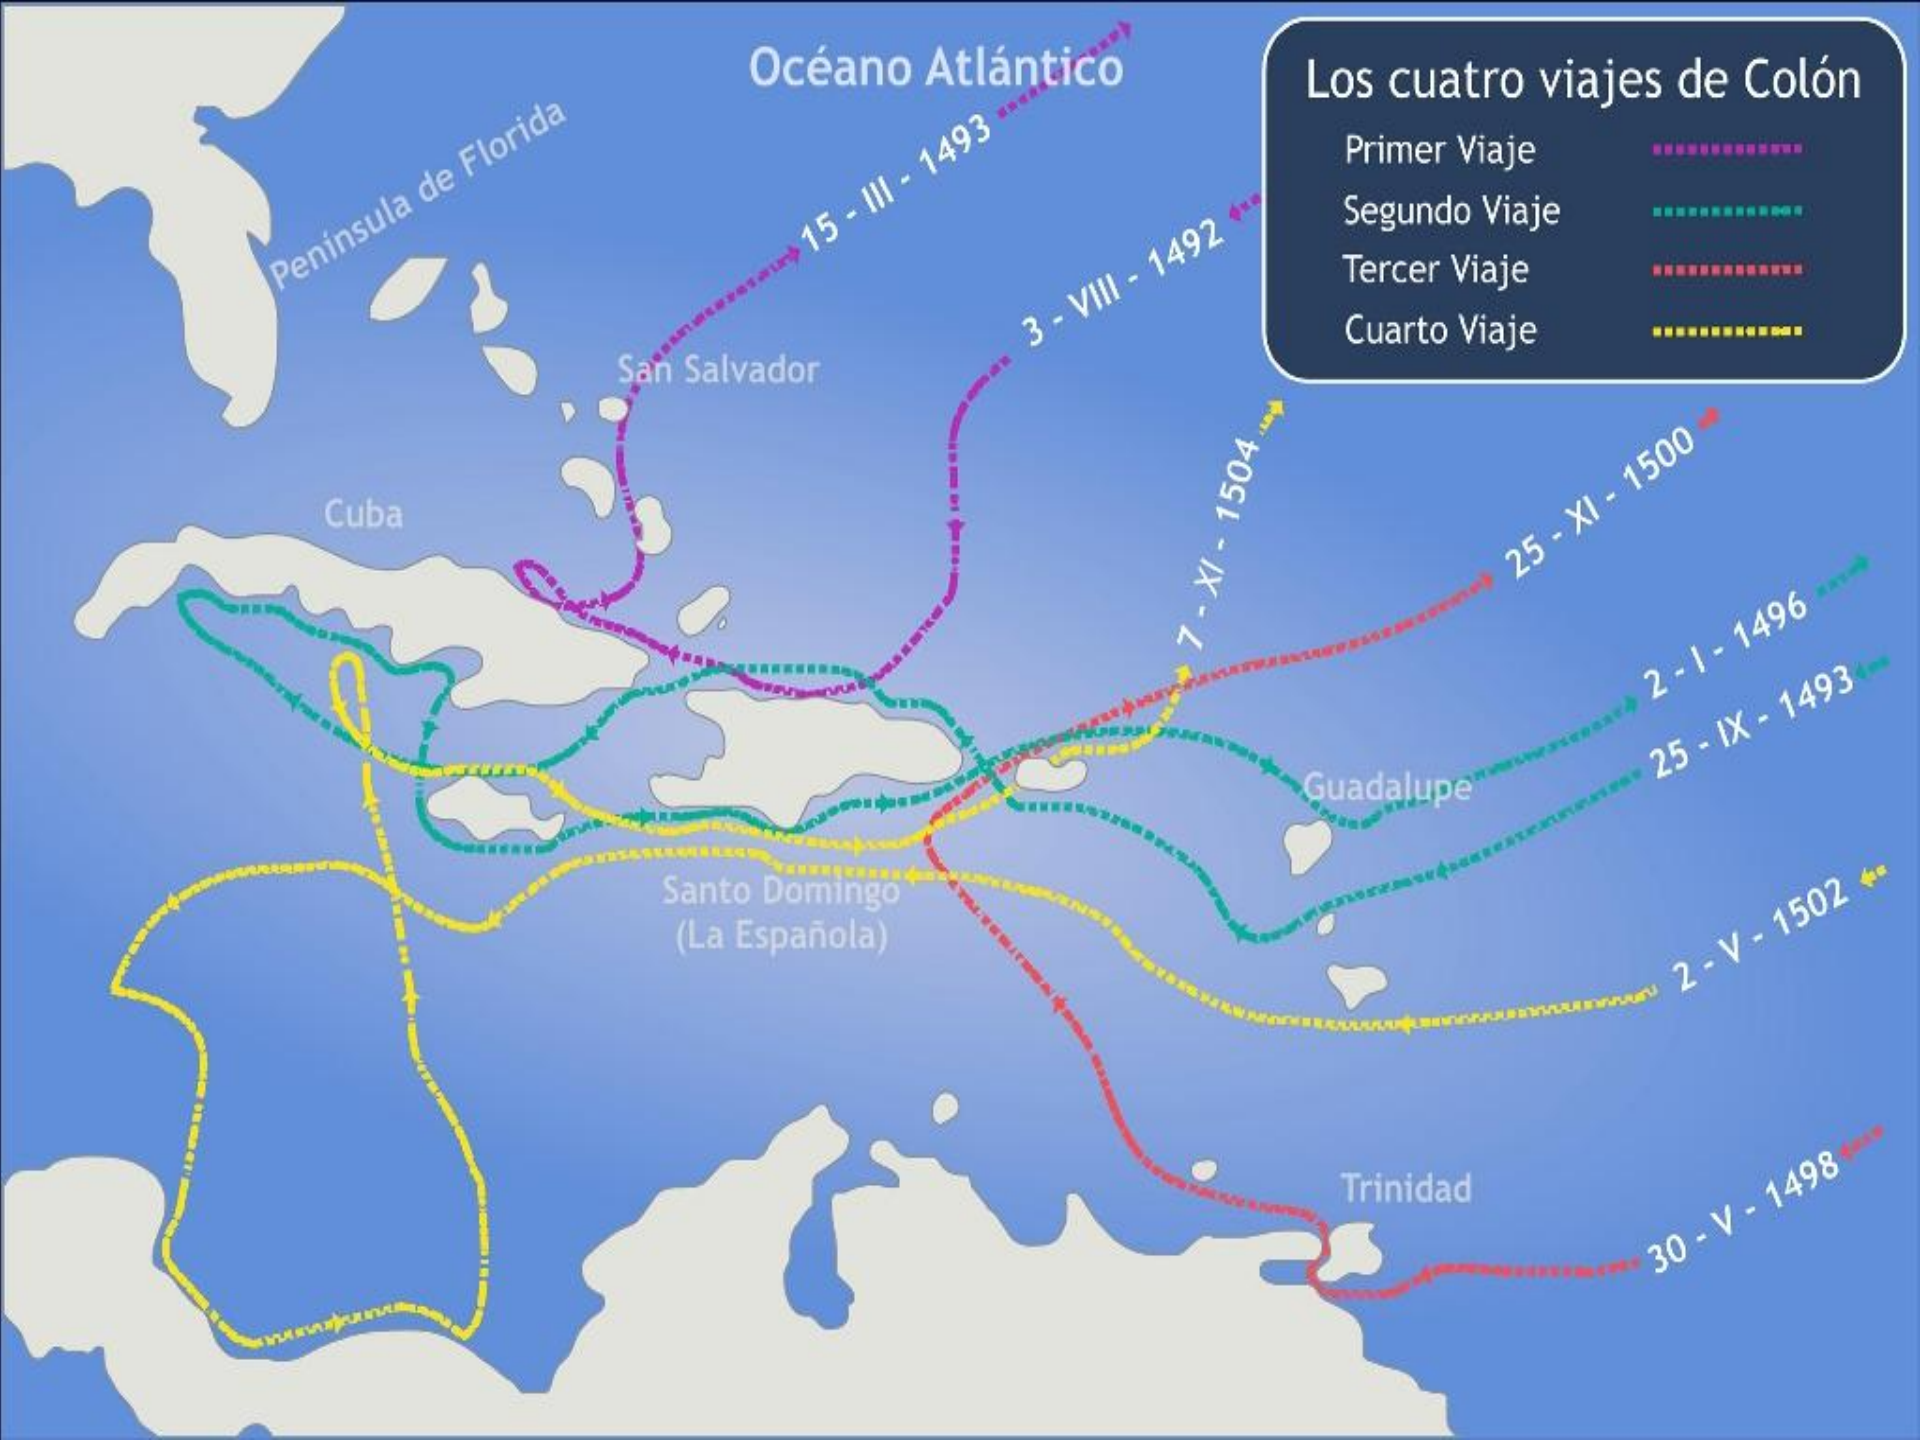 Océano Atlántico
Los cuatro viajes de Colón
Primer Viaje
Segundo Viaje
Tercer Viaje
Cuarto Viaje
Península de Florida
15 - III - 1493
3 - VIII - 1492
San Salvador
7 - XI - 1504
25 - XI - 1500
Cuba
2 - I - 1496
25 - IX - 1493
Guadalupe
Santo Domingo
(La Española)
2 - V - 1502
Trinidad
30 - V - 1498